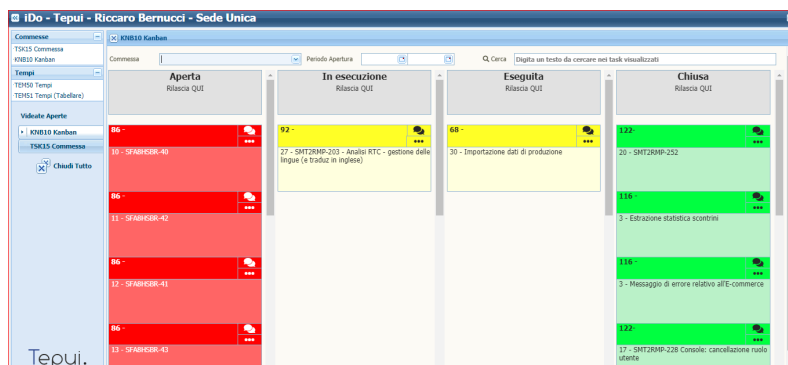 iDo - Tepui - Riccaro Bernucci - Sede Unica
Commesse
TSK15 Commessa
KNB10 Kanban
Tempi
TEM50 Tempi
TEM51 Tempi (Tabellare)
Videate Aperte
KNB10 Kanban
TSK15 Commessa
Chiudi Tutto
Tepui.
KNB10 Kanban
Commessa
Periodo Apertura
Cerca
Digita un testo da cercare nei task visualizzati
Aperta
Rilascia QUI
86 -
10 - SFABHSBR-40
86 -
11 - SFABHSBR-42
86 -
12 - SFABHSBR-41
86 -
13 - SFABHSBR-43
In esecuzione
Rilascia QUI
92 -
27 - SMT2RMP-203 - Analisi RTC - gestione delle
lingue (e traduz in inglese)
Eseguita
Rilascia QUI
68 -
30 - Importazione dati di produzione
Chiusa
Rilascia QUI
122-
20 - SMT2RMP-252
116 -
3 - Estrazione statistica scontrini
116 -
3 - Messaggio di errore relativo all'E-commerce
122-
17 - SMT2RMP-228 Console: cancellazione ruolo
utente